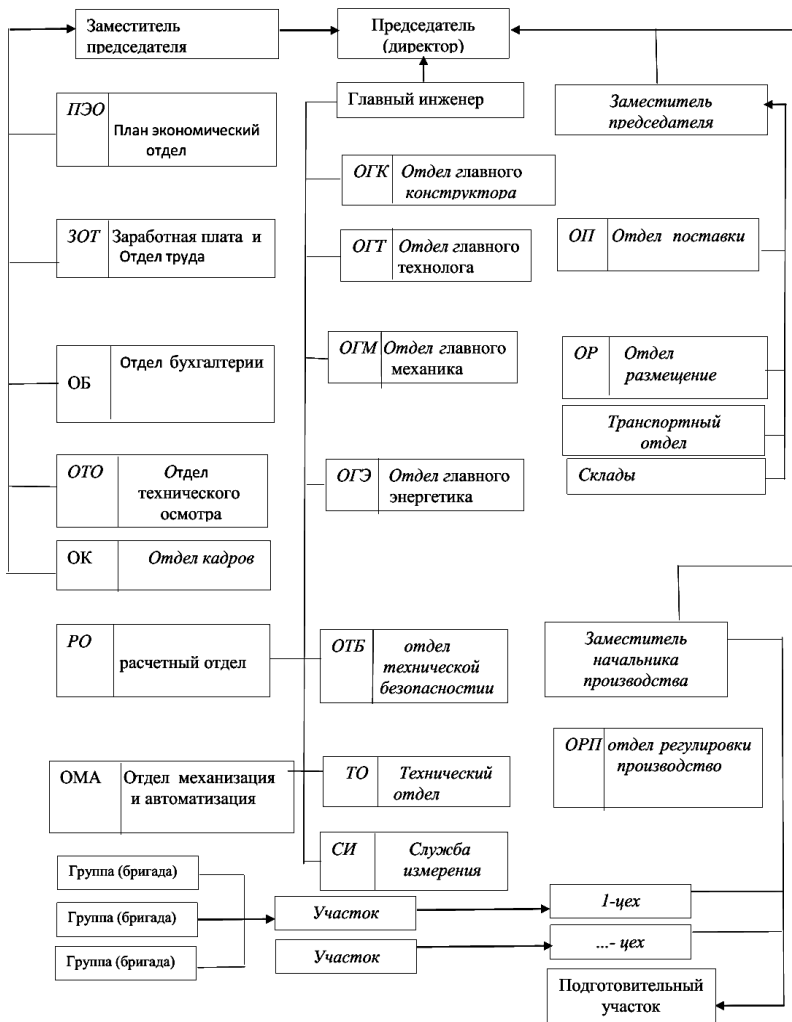 Заместитель
председателя
Председатель
(директор)
Главный инженер
Заместитель
председателя
ПЭО
План экономический
отдел
ОГК Отдел главного
конструктора
ЗОТ Заработная плата и
Отдел труда
ОГТ Отдел главного
технолога
ОП Отдел поставки
ОБ
Отдел бухгалтерии
ОГМ Отдел главного
механика
ОР Отдел
размещение
Транспортный
отдел
ОТО Отдел
технического
осмотра
ОГЭ Отдел главного
энергетика
Склады
ОК Отдел кадров
РО
расчетный отдел
ОТБ отдел
технической
безопасностии
Заместитель
начальника
производства
ОРП отдел регулировки
производство
ОМА Отдел механизация
и автоматизация
ТО Технический
отдел
СИ Служба
измерения
Группа (бригада)
Группа (бригада)
Группа (бригада)
Участок
Участок
1-цех
...- цех
Подготовительный
участок